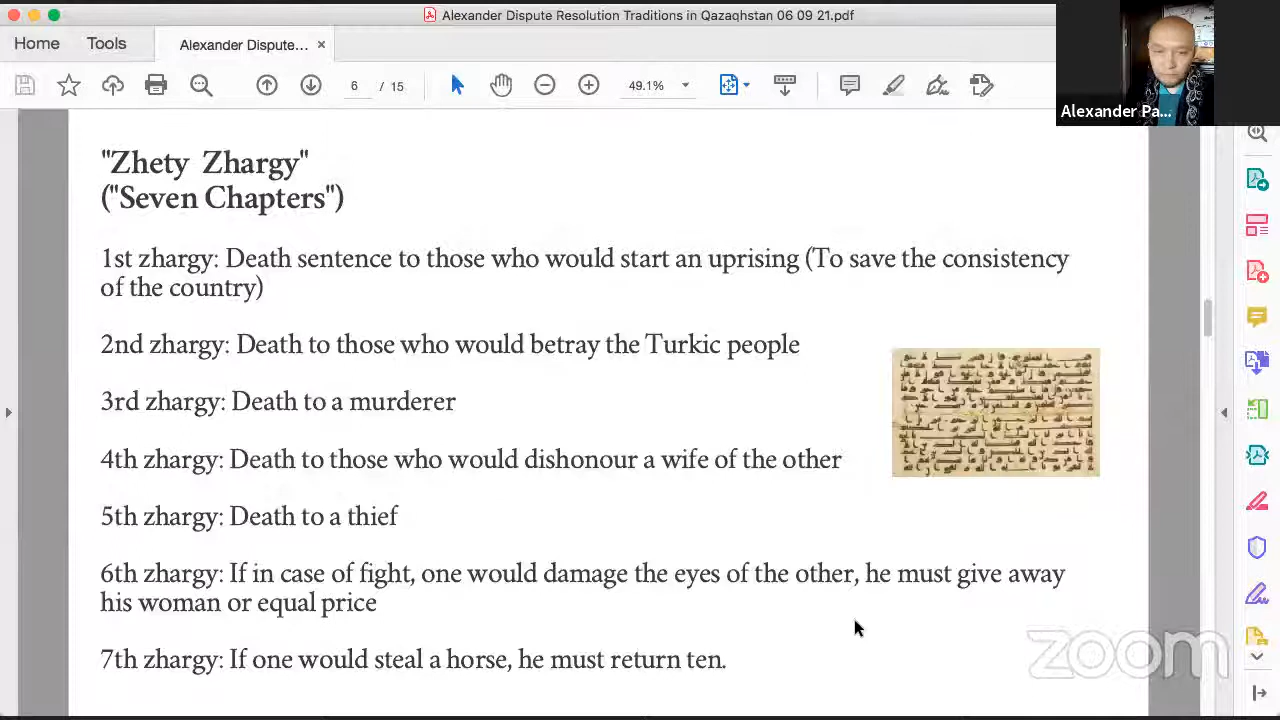 Alexander Dispute Resolution Traditions in Qazaqhstan 06 09 21.pdf
Home
Tools
Alexander Dispute...
6
/ 15
49.1%
Alexander Pa...
"Zhety Zhargy"
("Seven Chapters")
1st zhargy: Death sentence to those who would start an uprising (To save the consistency
of the country)
2nd zhargy: Death to those who would betray the Turkic people
3rd zhargy: Death to a murderer
4th zhargy: Death to those who would dishonour a wife of the other
5th zhargy: Death to a thief
6th zhargy: If in case of fight, one would damage the eyes of the other, he must give away
his woman or equal price
7th zhargy: If one would steal a horse, he must return ten.
zoom